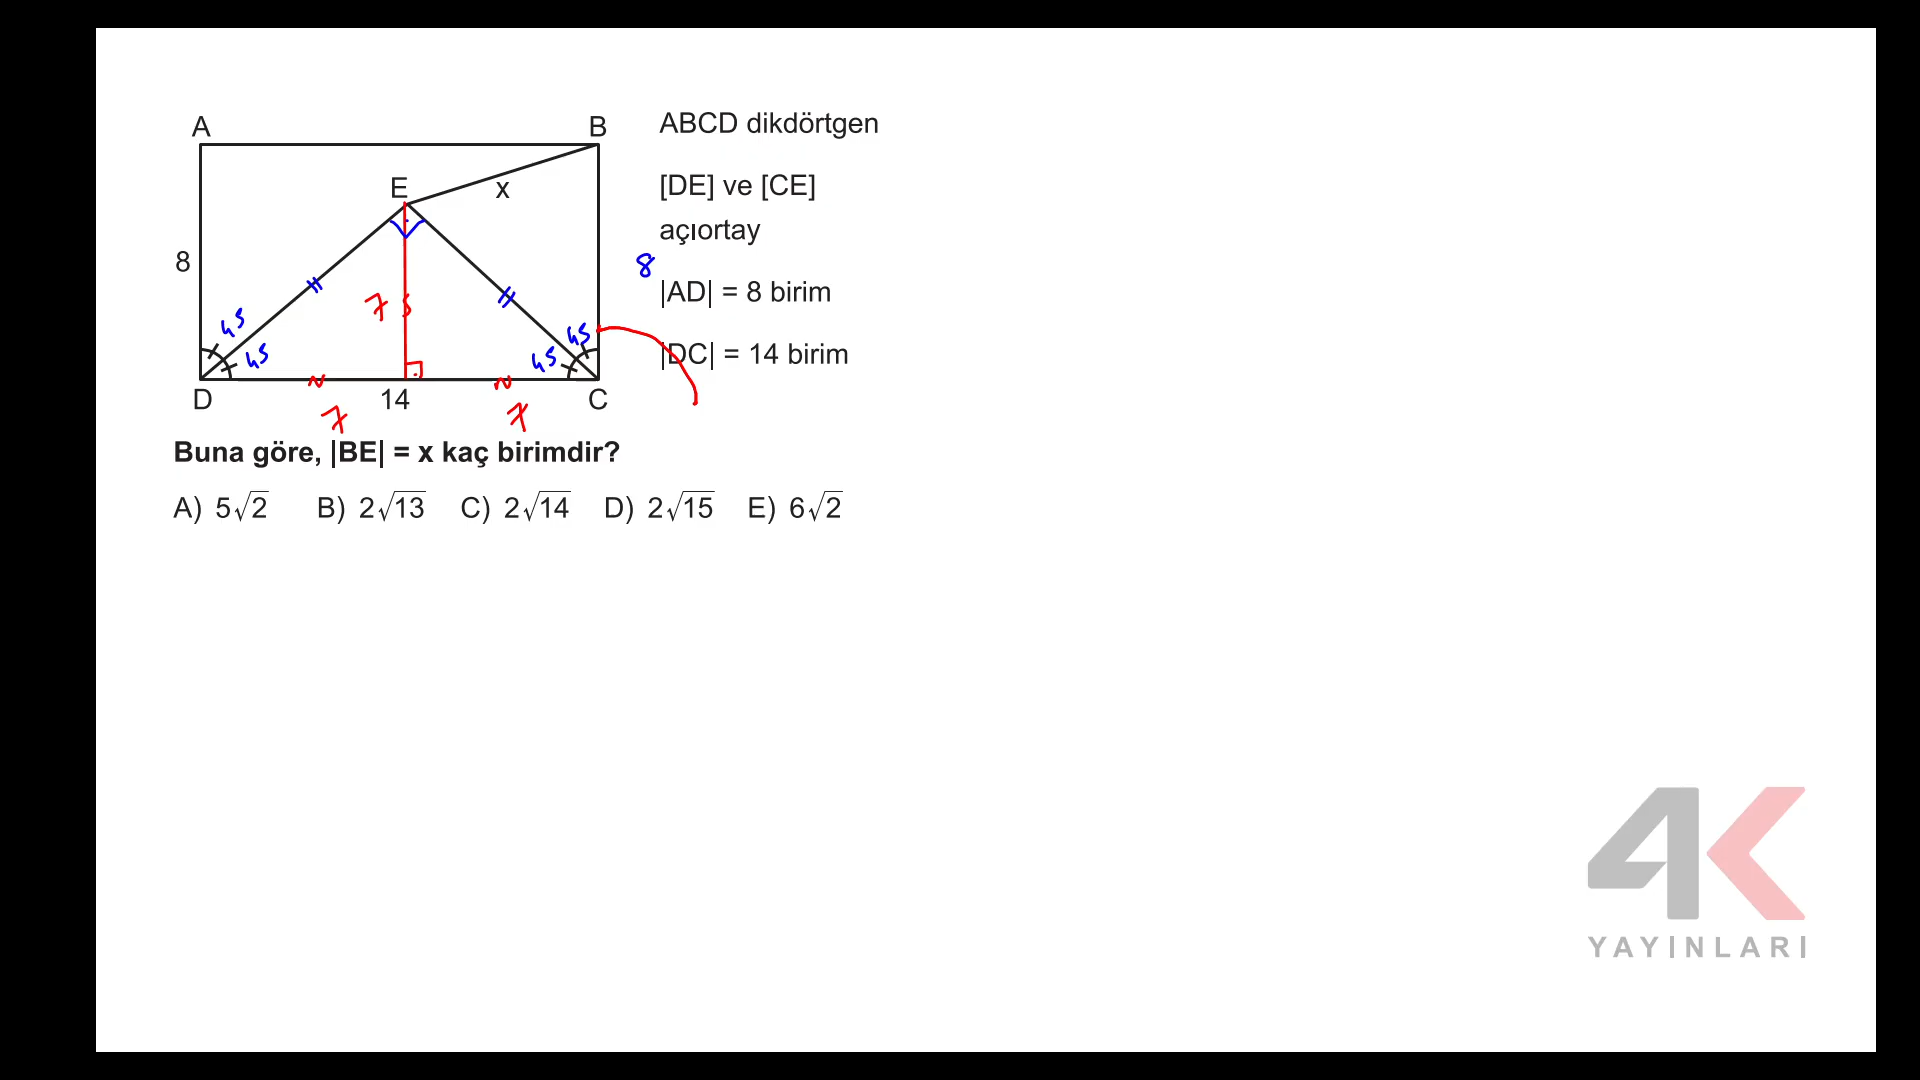 A
B
ABCD dikdörtgen
E
x
[DE] ve [CE]
açıortay
8
8
|AD| = 8 birim
7
45
45
45
45
|DC| = 14 birim
D
14
C
7
7
Buna göre, |BE| = x kaç birimdir?
A) 5√2 B) 2√13 C) 2√14 D) 2√15 E) 6√2
4K
YAYINLARI